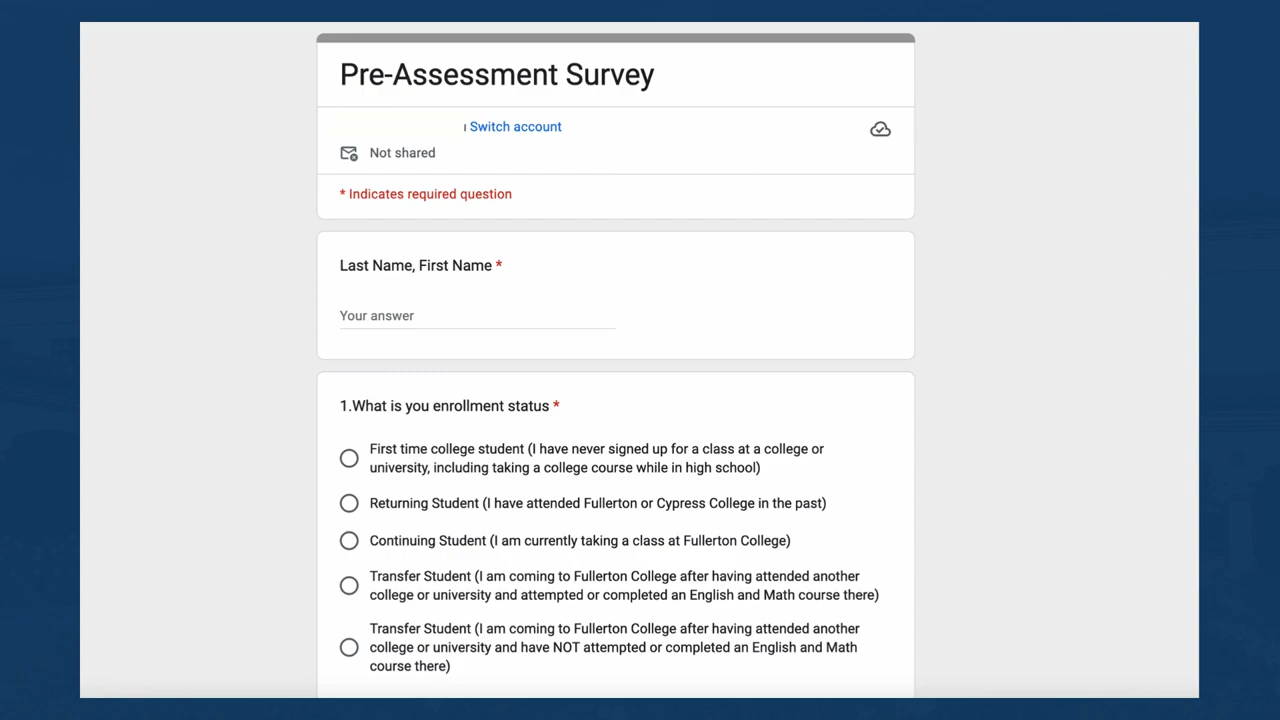 Pre-Assessment Survey
Switch account
Not shared
* Indicates required question
Last Name, First Name *
Your answer
1.What is you enrollment status *
First time college student (I have never signed up for a class at a college or
university, including taking a college course while in high school)
Returning Student (I have attended Fullerton or Cypress College in the past)
Continuing Student (I am currently taking a class at Fullerton College)
Transfer Student (I am coming to Fullerton College after having attended another
college or university and attempted or completed an English and Math course there)
Transfer Student (I am coming to Fullerton College after having attended another
college or university and have NOT attempted or completed an English and Math
course there)